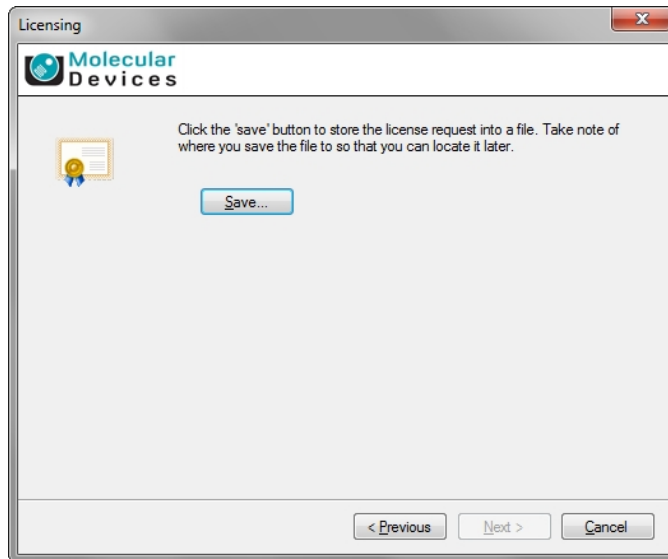 Licensing
Molecular
Devices
Click the 'save' button to store the license request into a file. Take note of
where you save the file to so that you can locate it later.
Save...
< Previous
Next >
Cancel